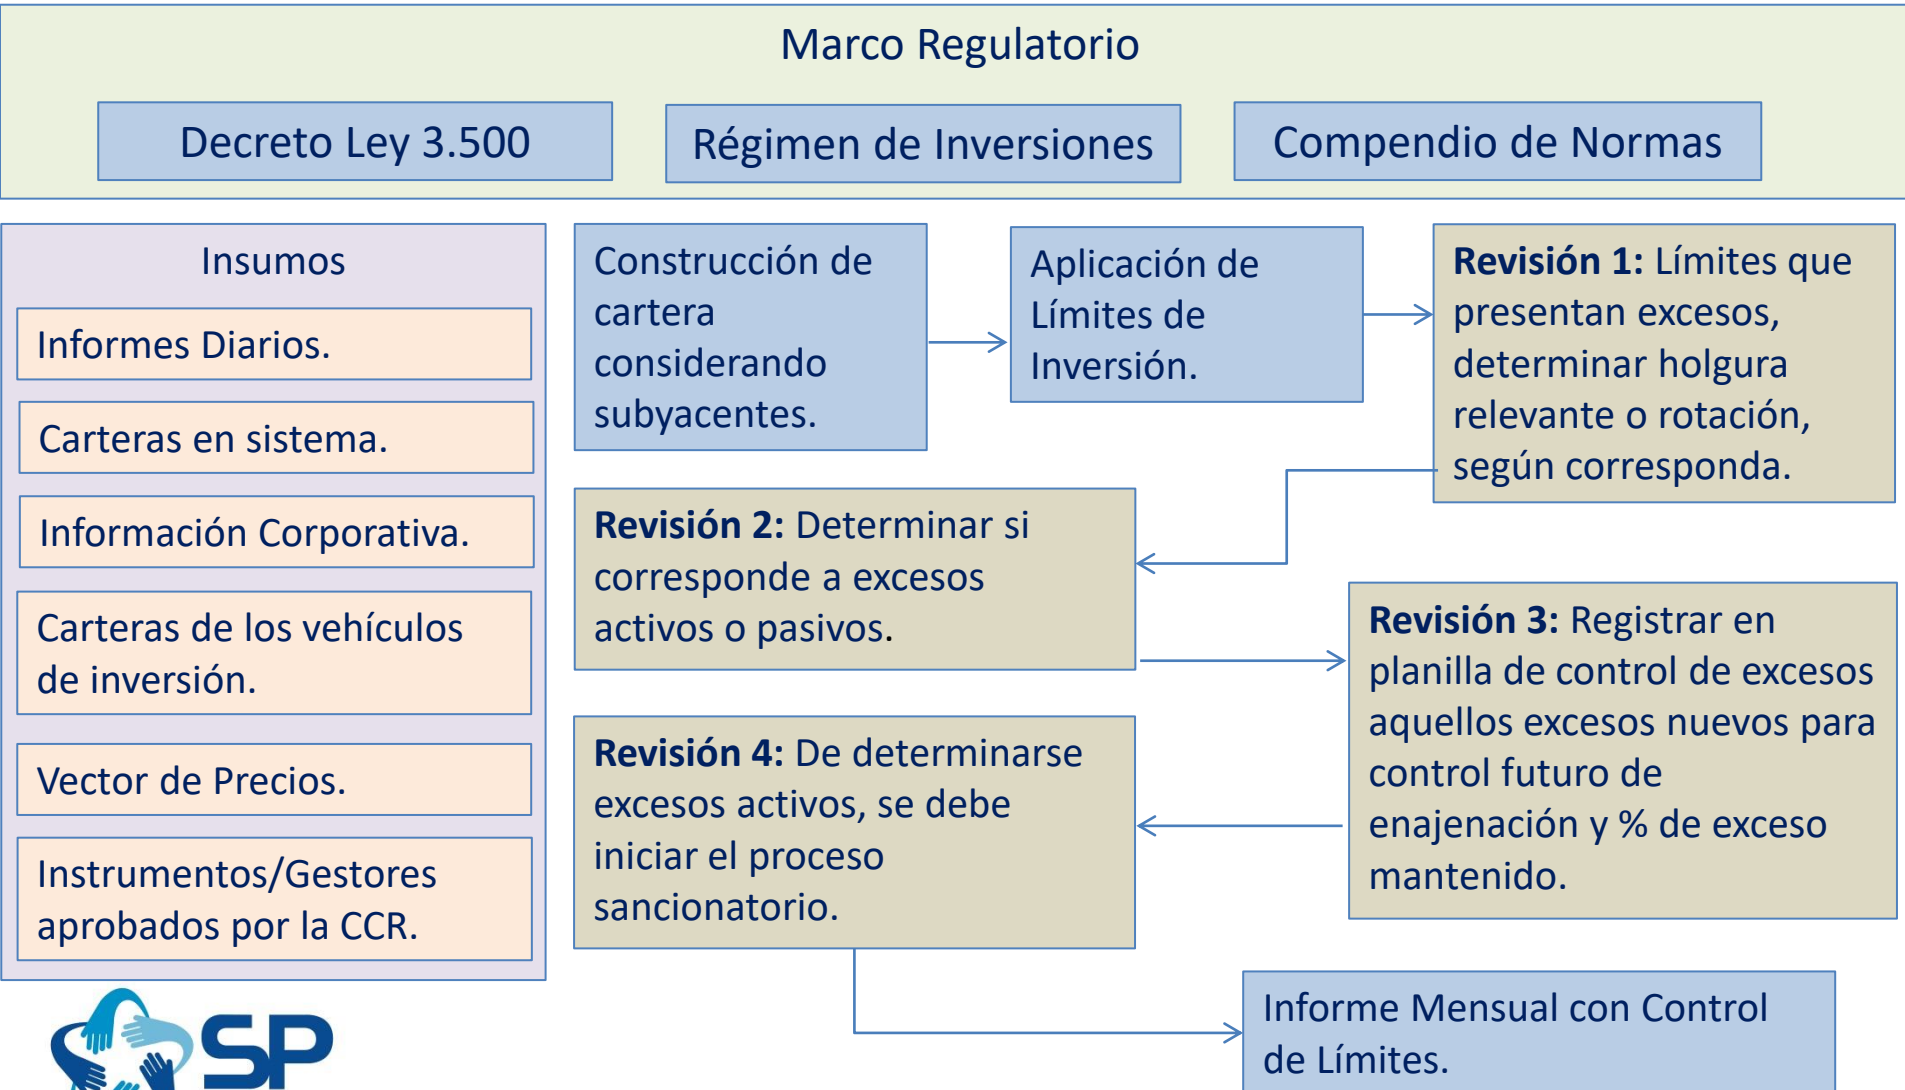 Marco Regulatorio
Decreto Ley 3.500
Régimen de Inversiones
Compendio de Normas
Insumos
Informes Diarios.
Carteras en sistema.
Información Corporativa.
Carteras de los vehículos
de inversión.
Vector de Precios.
Instrumentos/Gestores
aprobados por la CCR.
Construcción de
cartera
considerando
subyacentes.
Aplicación de
Límites de
Inversión.
Revisión 1: Límites que
presentan excesos,
determinar holgura
relevante o rotación,
según corresponda.
Revisión 2: Determinar si
corresponde a excesos
activos o pasivos.
Revisión 3: Registrar en
planilla de control de excesos
aquellos excesos nuevos para
control futuro de
enajenación y % de exceso
mantenido.
Revisión 4: De determinarse
excesos activos, se debe
iniciar el proceso
sancionatorio.
Informe Mensual con Control
de Límites.
SP